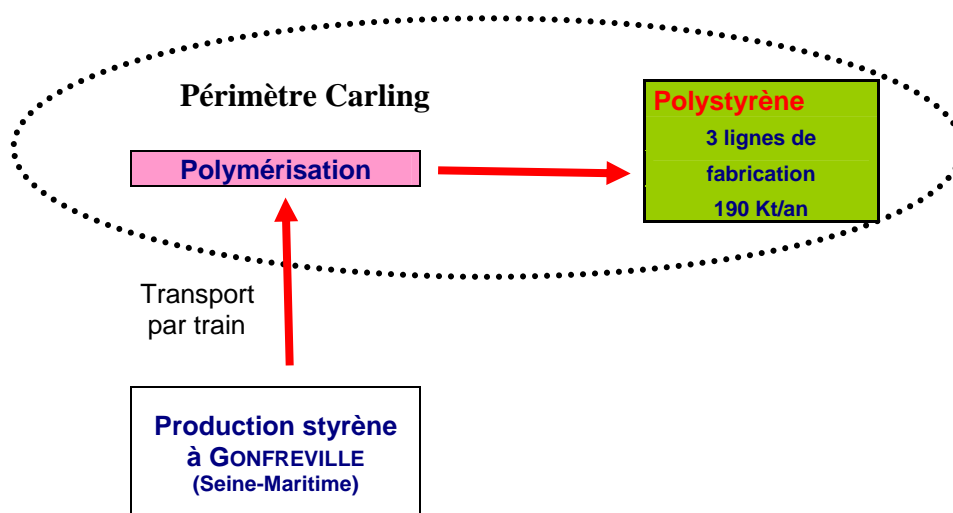 Périmètre Carling
Polystyrène
3 lignes de
fabrication
190 Kt/an
Polymérisation
Transport
par train
Production styrène
à GONFREVILLE
(Seine-Maritime)